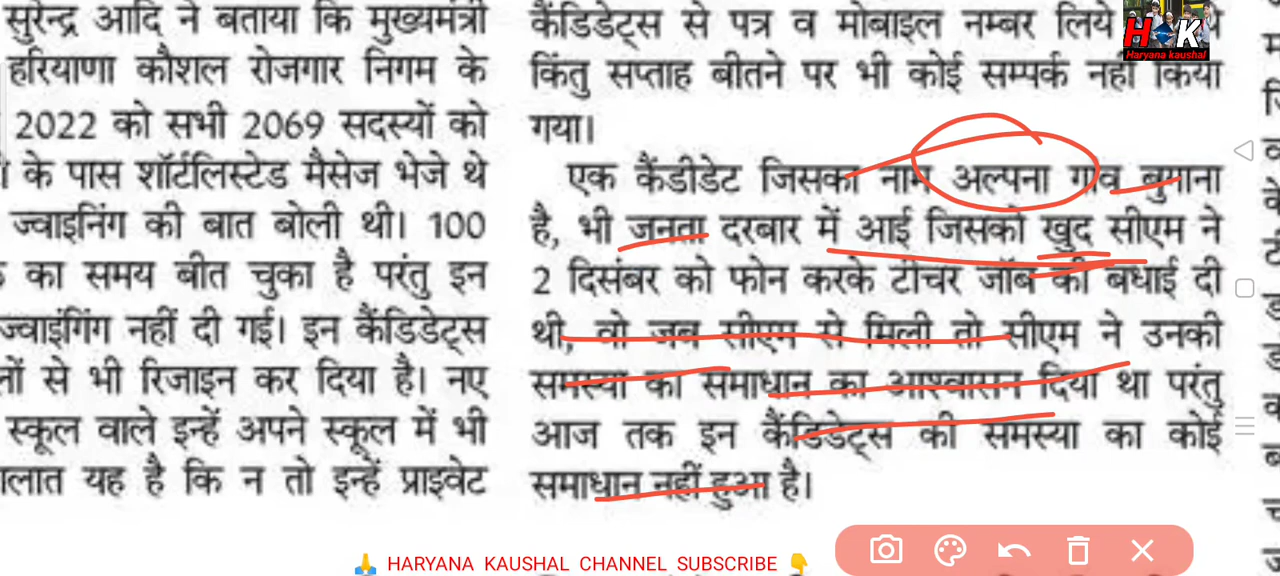 सुरेन्द्र आदि ने बताया कि मुख्यमंत्री
हरियाणा कौशल रोजगार निगम के
2022 को सभी 2069 सदस्यों को
के पास शॉर्टलिस्टेड मैसेज भेजे थे
ज्वाइनिंग की बात बोली थी। 100
का समय बीत चुका है परंतु इन
ज्वाइंगिंग नहीं दी गई। इन कैंडिडेट्स
से भी रिजाइन कर दिया है। नए
स्कूल वाले इन्हें अपने स्कूल में भी
यह है कि न तो इन्हें प्राइवेट
कैंडिडेट्स से पत्र व मोबाइल नम्बर लिये
किंतु सप्ताह बीतने पर भी कोई सम्पर्क नहीं किया
गया।
एक कैंडीडेट जिसका नाम अल्पना गांव बुगाना
है, भी जनता दरबार में आई जिसको खुद सीएम ने
2 दिसंबर को फोन करके टीचर जॉब की बधाई दी
थी, वो जब सीएम से मिली तो सीएम ने उनकी
समस्या का समाधान का आश्वासन दिया था परंतु
आज तक इन कैंडिडेट्स की समस्या का कोई
समाधान नहीं हुआ है।
H K
Haryana kaushal
HARYANA KAUSHAL CHANNEL SUBSCRIBE